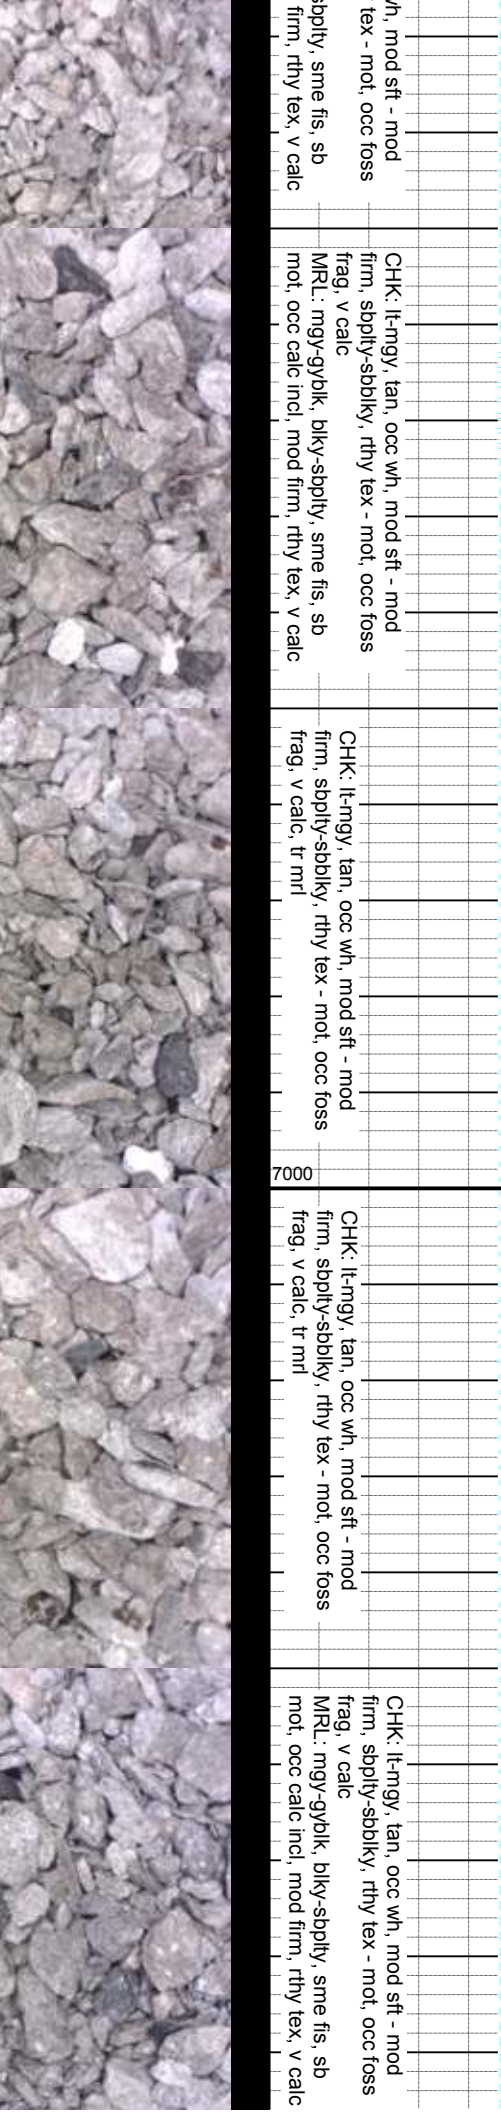 wh, mod sft - mod
tex - mot, occ foss
sbplty, sme fis, sb
firm, rthy tex, v calc
CHK: lt-mgy, tan, occ wh, mod sft - mod
firm, sbplty-sbblky, rthy tex - mot, occ foss
frag, v calc
MRL: mgy-gyblk, blky-sbplty, sme fis, sb
mot, occ calc incl, mod firm, rthy tex, v calc
CHK: lt-mgy, tan, occ wh, mod sft - mod
firm, sbplty-sbblky, rthy tex - mot, occ foss
frag, v calc, tr mrl
7000
CHK: lt-mgy, tan, occ wh, mod sft - mod
firm, sbplty-sbblky, rthy tex - mot, occ foss
frag, v calc, tr mrl
CHK: lt-mgy, tan, occ wh, mod sft - mod
firm, sbplty-sbblky, rthy tex - mot, occ foss
frag, v calc
MRL: mgy-gyblk, blky-sbplty, sme fis, sb
mot, occ calc incl, mod firm, rthy tex, v calc